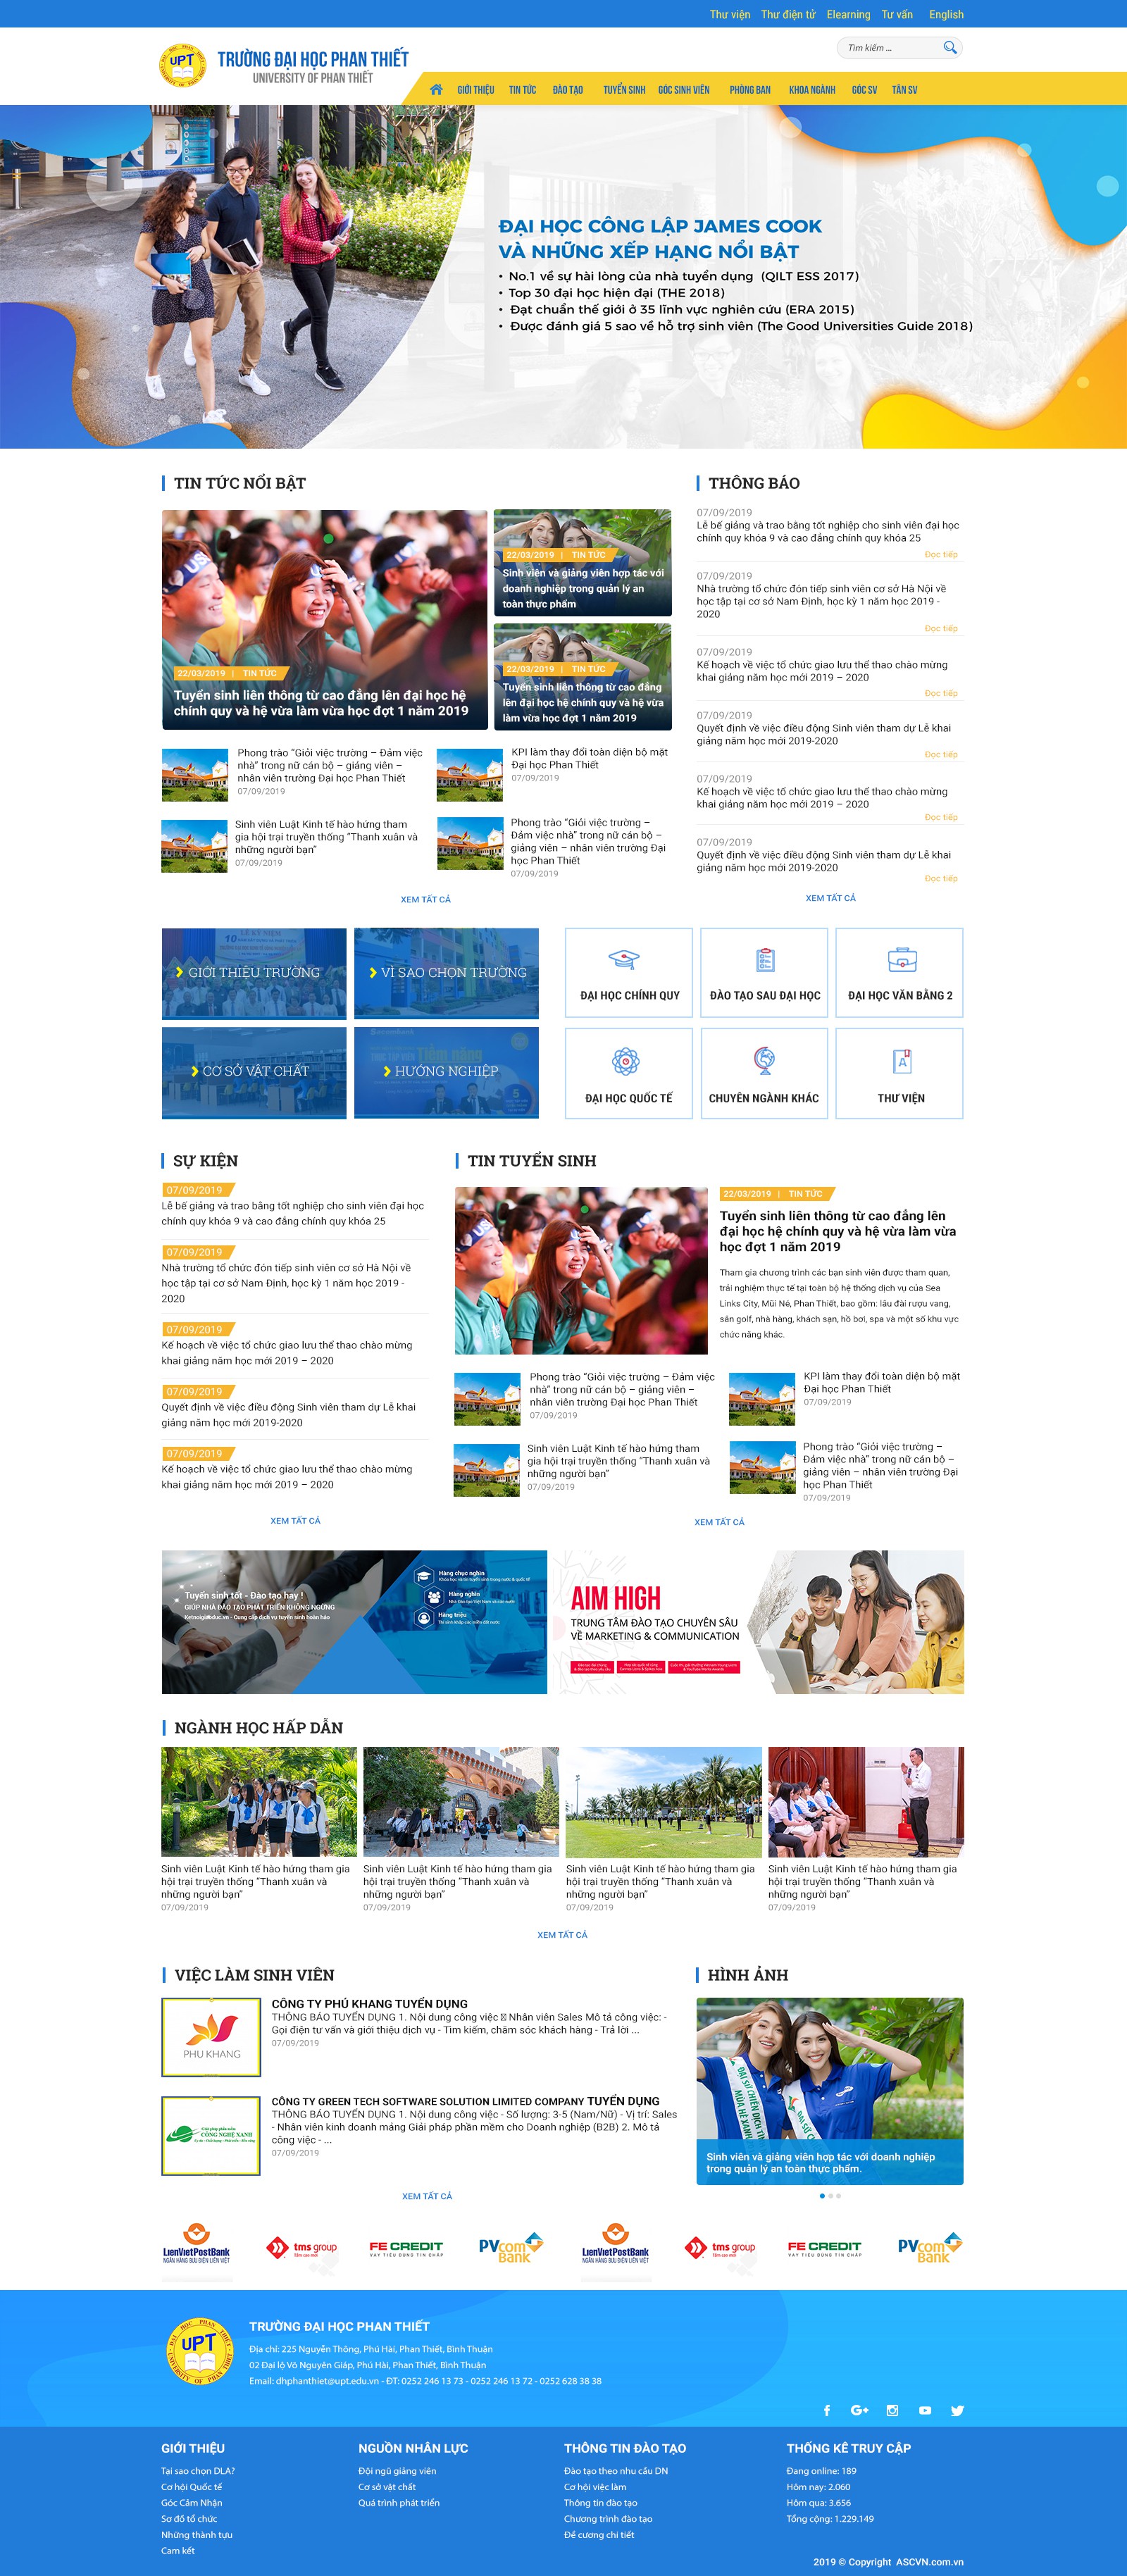 Thư viện Thư điện tử Elearning Tư vấn English
UPT
TRƯỜNG ĐẠI HỌC PHAN THIẾT
UNIVERSITY OF PHAN THIẾT
Tìm kiếm ...
GIỚI THIỆU TIN TỨC ĐÀO TẠO TUYỂN SINH GÓC SINH VIÊN PHÒNG BAN KHOA NGÀNH GÓC SV TÂN SV
ĐẠI HỌC CÔNG LẬP JAMES COOK
VÀ NHỮNG XẾP HẠNG NỔI BẬT
• No.1 về sự hài lòng của nhà tuyển dụng (QILT ESS 2017)
• Top 30 đại học hiện đại (THE 2018)
• Đạt chuẩn thế giới ở 35 lĩnh vực nghiên cứu (ERA 2015)
• Được đánh giá 5 sao về hỗ trợ sinh viên (The Good Universities Guide 2018)
TIN TỨC NỔI BẬT
22/03/2019 | TIN TỨC
Tuyển sinh liên thông từ cao đẳng lên đại học hệ
chính quy và hệ vừa làm vừa học đợt 1 năm 2019
22/03/2019 | TIN TỨC
Sinh viên và giảng viên hợp tác với
doanh nghiệp trong quản lý an
toàn thực phẩm
22/03/2019 | TIN TỨC
Tuyển sinh liên thông từ cao đẳng
lên đại học hệ chính quy và hệ vừa
làm vừa học đợt 1 năm 2019
Phong trào “Giỏi việc trường – Đảm việc
nhà” trong nữ cán bộ – giảng viên –
nhân viên trường Đại học Phan Thiết
07/09/2019
KPI làm thay đổi toàn diện bộ mặt
Đại học Phan Thiết
07/09/2019
Sinh viên Luật Kinh tế hào hứng tham
gia hội trại truyền thống “Thanh xuân và
những người bạn”
07/09/2019
Phong trào “Giỏi việc trường –
Đảm việc nhà” trong nữ cán bộ –
giảng viên – nhân viên trường Đại
học Phan Thiết
07/09/2019
XEM TẤT CẢ
THÔNG BÁO
07/09/2019
Lễ bế giảng và trao bằng tốt nghiệp cho sinh viên đại học
chính quy khóa 9 và cao đẳng chính quy khóa 25
Đọc tiếp
07/09/2019
Nhà trường tổ chức đón tiếp sinh viên cơ sở Hà Nội về
học tập tại cơ sở Nam Định, học kỳ 1 năm học 2019 -
2020
Đọc tiếp
07/09/2019
Kế hoạch về việc tổ chức giao lưu thể thao chào mừng
khai giảng năm học mới 2019 – 2020
Đọc tiếp
07/09/2019
Quyết định về việc điều động Sinh viên tham dự Lễ khai
giảng năm học mới 2019-2020
Đọc tiếp
07/09/2019
Kế hoạch về việc tổ chức giao lưu thể thao chào mừng
khai giảng năm học mới 2019 – 2020
Đọc tiếp
07/09/2019
Quyết định về việc điều động Sinh viên tham dự Lễ khai
giảng năm học mới 2019-2020
Đọc tiếp
XEM TẤT CẢ
GIỚI THIỆU TRƯỜNG
VÌ SAO CHỌN TRƯỜNG
CƠ SỞ VẬT CHẤT
HƯỚNG NGHIỆP
ĐẠI HỌC CHÍNH QUY
ĐÀO TẠO SAU ĐẠI HỌC
ĐẠI HỌC VĂN BẰNG 2
ĐẠI HỌC QUỐC TẾ
CHUYÊN NGÀNH KHÁC
THƯ VIỆN
SỰ KIỆN
07/09/2019
Lễ bế giảng và trao bằng tốt nghiệp cho sinh viên đại học
chính quy khóa 9 và cao đẳng chính quy khóa 25
07/09/2019
Nhà trường tổ chức đón tiếp sinh viên cơ sở Hà Nội về
học tập tại cơ sở Nam Định, học kỳ 1 năm học 2019 -
2020
07/09/2019
Kế hoạch về việc tổ chức giao lưu thể thao chào mừng
khai giảng năm học mới 2019 – 2020
07/09/2019
Quyết định về việc điều động Sinh viên tham dự Lễ khai
giảng năm học mới 2019-2020
07/09/2019
Kế hoạch về việc tổ chức giao lưu thể thao chào mừng
khai giảng năm học mới 2019 – 2020
XEM TẤT CẢ
TIN TUYỂN SINH
22/03/2019 | TIN TỨC
Tuyển sinh liên thông từ cao đẳng lên
đại học hệ chính quy và hệ vừa làm vừa
học đợt 1 năm 2019
Tham gia chương trình các bạn sinh viên được tham quan,
trải nghiệm thực tế tại toàn bộ hệ thống dịch vụ của Sea
Links City, Mũi Né, Phan Thiết, bao gồm: lâu đài rượu vang,
sân golf, nhà hàng, khách sạn, hồ bơi, spa và một số khu vực
chức năng khác.
Phong trào “Giỏi việc trường – Đảm việc
nhà” trong nữ cán bộ – giảng viên –
nhân viên trường Đại học Phan Thiết
07/09/2019
KPI làm thay đổi toàn diện bộ mặt
Đại học Phan Thiết
07/09/2019
Sinh viên Luật Kinh tế hào hứng tham
gia hội trại truyền thống “Thanh xuân và
những người bạn”
07/09/2019
Phong trào “Giỏi việc trường –
Đảm việc nhà” trong nữ cán bộ –
giảng viên – nhân viên trường Đại
học Phan Thiết
07/09/2019
XEM TẤT CẢ
Tuyển sinh tốt - Đào tạo hay !
GIÚP NHÀ ĐÀO TẠO PHÁT TRIỂN KHÔNG NGỪNG
Hàng chục nghìn
Hàng nghìn
Hàng triệu
AIM HIGH
TRUNG TÂM ĐÀO TẠO CHUYÊN SÂU
VỀ MARKETING & COMMUNICATION
NGÀNH HỌC HẤP DẪN
Sinh viên Luật Kinh tế hào hứng tham gia
hội trại truyền thống “Thanh xuân và
những người bạn”
07/09/2019
Sinh viên Luật Kinh tế hào hứng tham gia
hội trại truyền thống “Thanh xuân và
những người bạn”
07/09/2019
Sinh viên Luật Kinh tế hào hứng tham gia
hội trại truyền thống “Thanh xuân và
những người bạn”
07/09/2019
Sinh viên Luật Kinh tế hào hứng tham gia
hội trại truyền thống “Thanh xuân và
những người bạn”
07/09/2019
XEM TẤT CẢ
VIỆC LÀM SINH VIÊN
PHU KHANG
CÔNG TY PHÚ KHANG TUYỂN DỤNG
THÔNG BÁO TUYỂN DỤNG 1. Nội dung công việc Nhân viên Sales Mô tả công việc: -
Gọi điện tư vấn và giới thiệu dịch vụ - Tìm kiếm, chăm sóc khách hàng - Trả lời ...
07/09/2019
CÔNG NGHỆ XANH
CÔNG TY GREEN TECH SOFTWARE SOLUTION LIMITED COMPANY TUYỂN DỤNG
THÔNG BÁO TUYỂN DỤNG 1. Nội dung công việc - Số lượng: 3-5 (Nam/Nữ) - Vị trí: Sales
- Nhân viên kinh doanh mảng Giải pháp phần mềm cho Doanh nghiệp (B2B) 2. Mô tả
công việc - ...
07/09/2019
XEM TẤT CẢ
HÌNH ẢNH
Sinh viên và giảng viên hợp tác với doanh nghiệp
trong quản lý an toàn thực phẩm.
LienVietPostBank
NGÂN HÀNG BƯU ĐIỆN LIÊN VIỆT
tms group
FE CREDIT
VAY TIÊU DÙNG TÍN CHẤP
PVcom Bank
LienVietPostBank
NGÂN HÀNG BƯU ĐIỆN LIÊN VIỆT
tms group
FE CREDIT
VAY TIÊU DÙNG TÍN CHẤP
PVcom Bank
UPT
TRƯỜNG ĐẠI HỌC PHAN THIẾT
Địa chỉ: 225 Nguyễn Thông, Phú Hài, Phan Thiết, Bình Thuận
02 Đại lộ Võ Nguyên Giáp, Phú Hài, Phan Thiết, Bình Thuận
Email: dhphanthiet@upt.edu.vn - ĐT: 0252 246 13 73 - 0252 246 13 72 - 0252 628 38 38
GIỚI THIỆU
Tại sao chọn DLA?
Cơ hội Quốc tế
Góc Cảm Nhận
Sơ đồ tổ chức
Những thành tựu
Cam kết
NGUỒN NHÂN LỰC
Đội ngũ giảng viên
Cơ sở vật chất
Quá trình phát triển
THÔNG TIN ĐÀO TẠO
Đào tạo theo nhu cầu DN
Cơ hội việc làm
Thông tin đào tạo
Chương trình đào tạo
Đề cương chi tiết
THỐNG KÊ TRUY CẬP
Đang online: 189
Hôm nay: 2.060
Hôm qua: 3.656
Tổng cộng: 1.229.149
2019 © Copyright ASCVN.com.vn